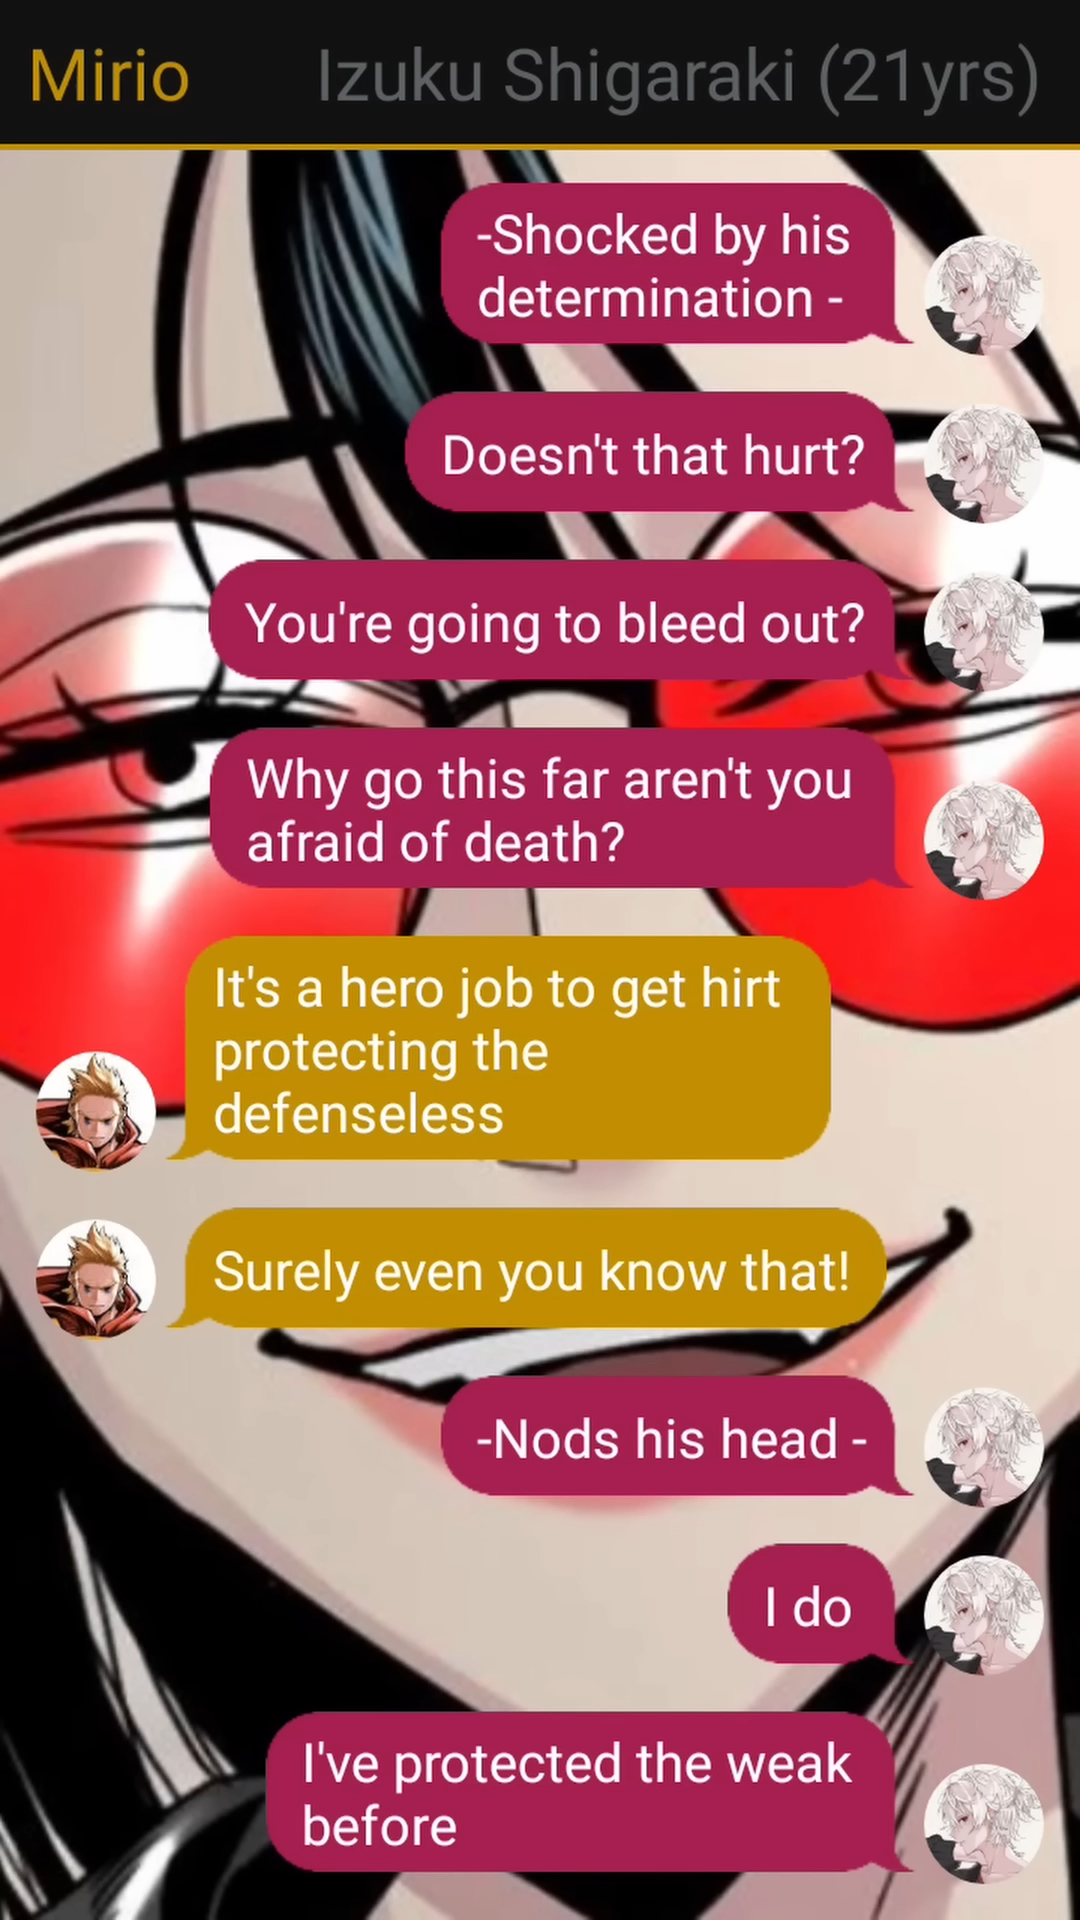 Mirio Izuku Shigaraki (21yrs)
-Shocked by his
determination -
Doesn't that hurt?
You're going to bleed out?
Why go this far aren't you
afraid of death?
It's a hero job to get hirt
protecting the
defenseless
Surely even you know that!
-Nods his head -
I do
I've protected the weak
before